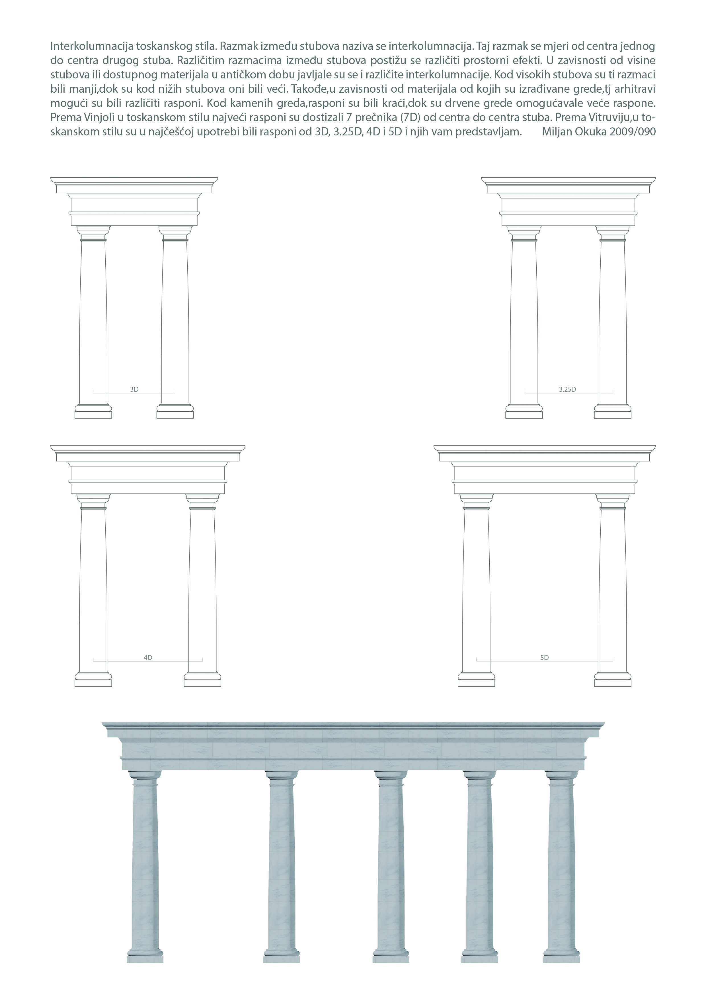 Interkolumnacija toskanskog stila. Razmak između stubova naziva se interkolumnacija. Taj razmak se mjeri od centra jednog
do centra drugog stuba. Različitim razmacima između stubova postižu se različiti prostorni efekti. U zavisnosti od visine
stubova ili dostupnog materijala u antičkom dobu javljale su se i različite interkolumnacije. Kod visokih stubova su ti razmaci
bili manji,dok su kod nižih stubova oni bili veći. Takođe,u zavisnosti od materijala od kojih su izrađivane grede,tj arhitravi
mogući su bili različiti rasponi. Kod kamenih greda,rasponi su bili kraći,dok su drvene grede omogućavale veće raspone.
Prema Vinjoli u toskanskom stilu najveći rasponi su dostizali 7 prečnika (7D) od centra do centra stuba. Prema Vitruviju,u to-
skanskom stilu su u najčešćoj upotrebi bili rasponi od 3D, 3.25D, 4D i 5D i njih vam predstavljam. Miljan Okuka 2009/090
3D
3.25D
4D
5D